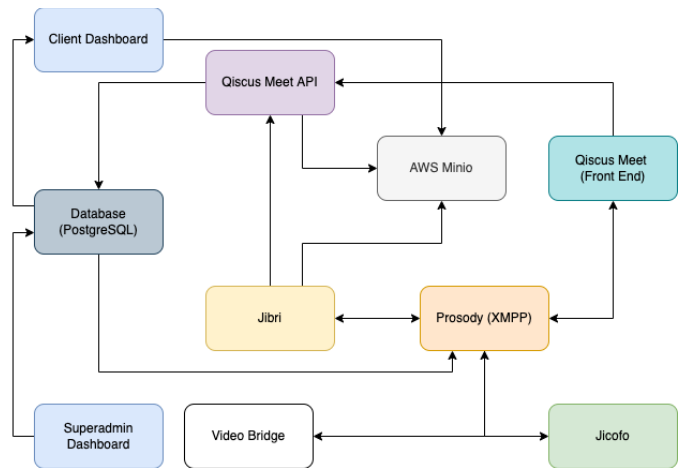 Client Dashboard
Qiscus Meet API
AWS Minio
Qiscus Meet
(Front End)
Database
(PostgreSQL)
Jibri
Prosody (XMPP)
Superadmin
Dashboard
Video Bridge
Jicofo